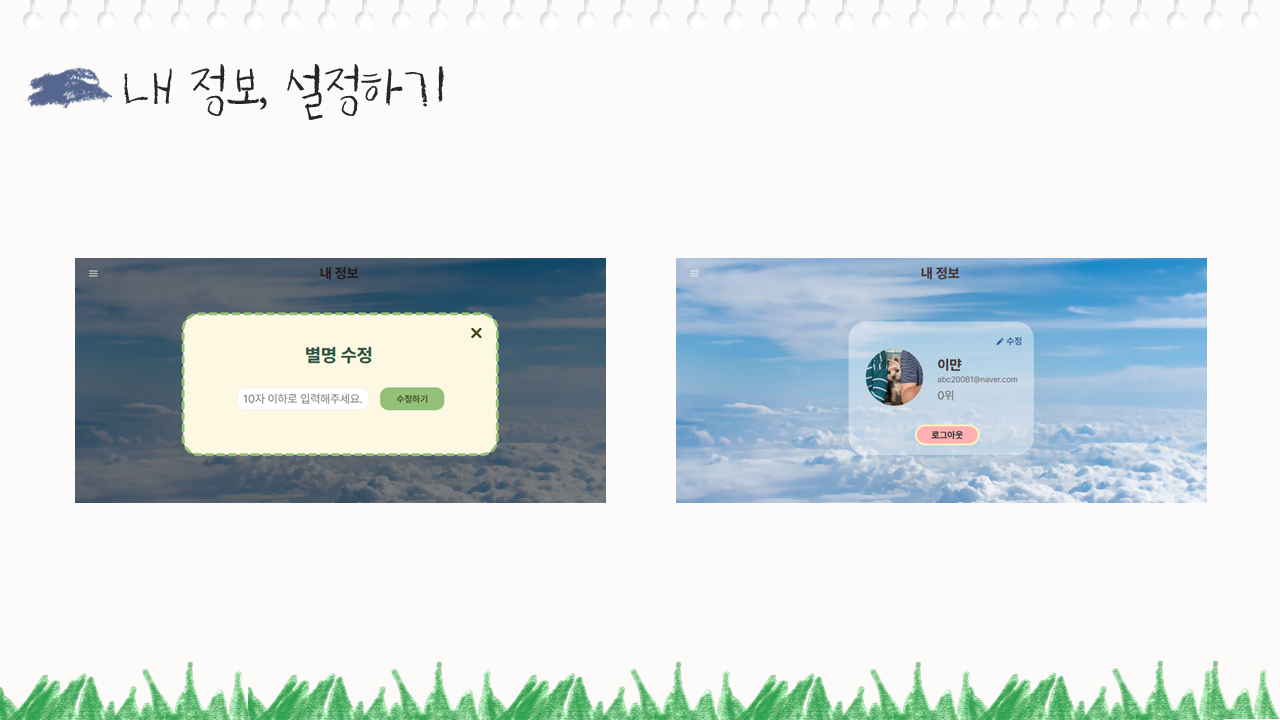 내 정보, 설정하기
내 정보
별명 수정
10자 이하로 입력해주세요.
수정하기
내 정보
수정
이먄
abc20081@naver.com
0위
로그아웃